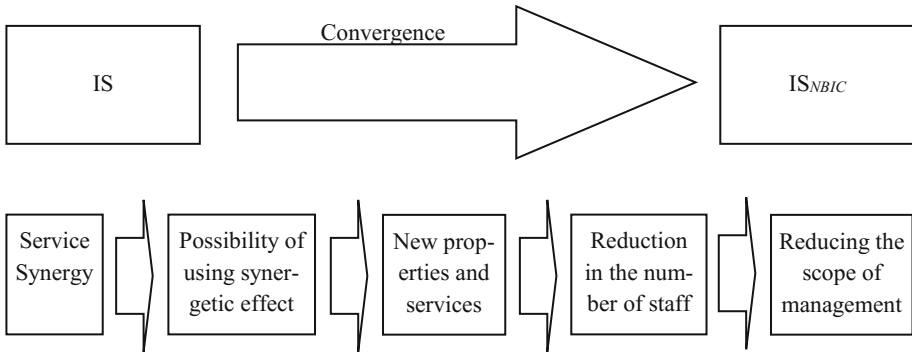 Convergence
IS
IS_NBIC
Service
Synergy
Possibility of
using syner-
getic effect
New prop-
erties and
services
Reduction
in the num-
ber of staff
Reducing the
scope of
management